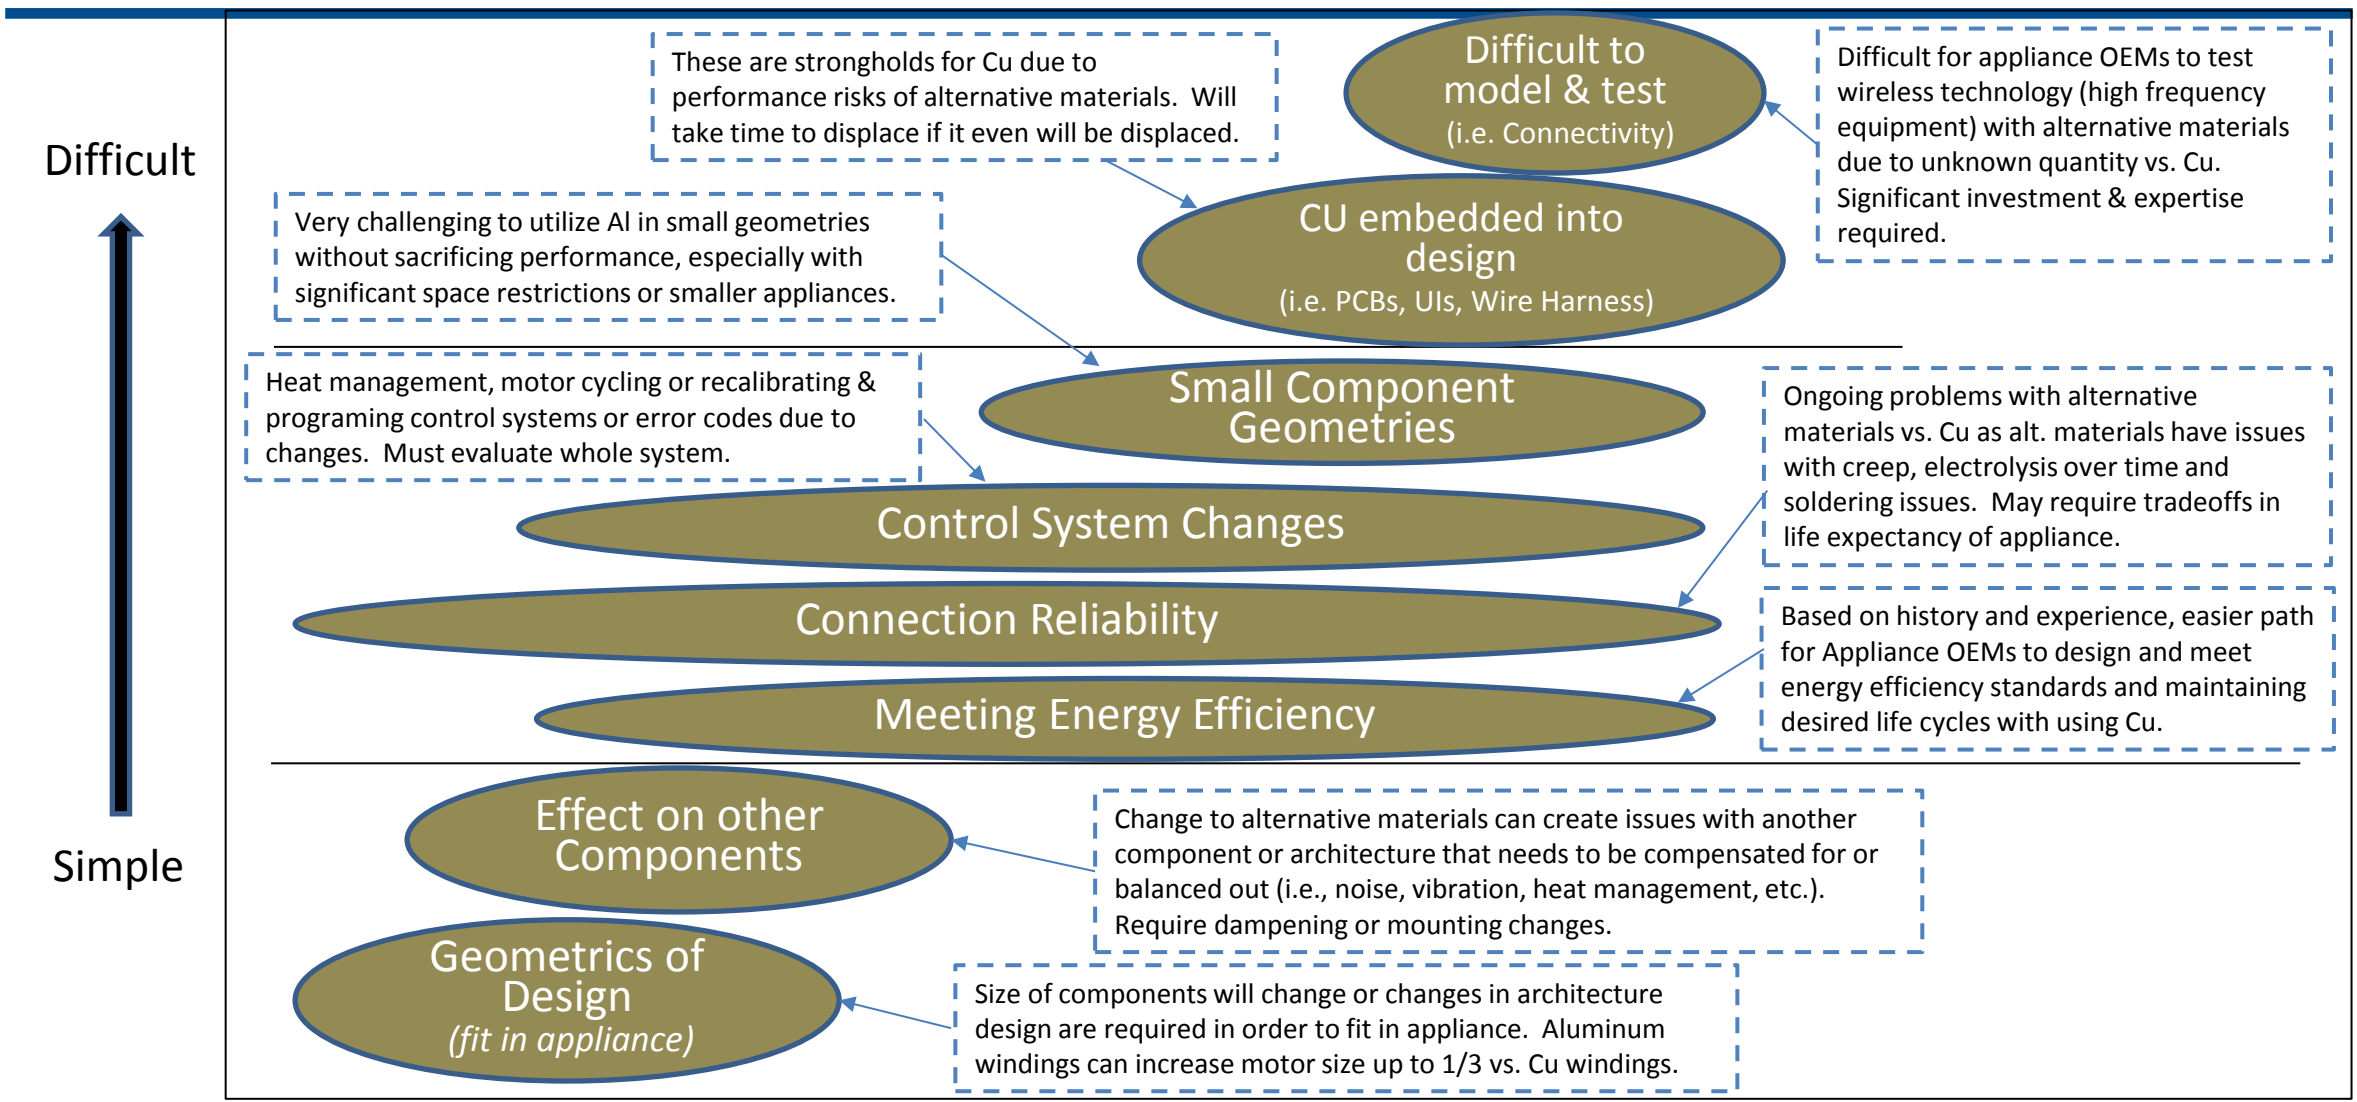 Difficult
Simple
These are strongholds for Cu due to
performance risks of alternative materials.  Will
take time to displace if it even will be displaced.
Difficult to
model & test
(i.e. Connectivity)
Difficult for appliance OEMs to test
wireless technology (high frequency
equipment) with alternative materials
due to unknown quantity vs. Cu.
Significant investment & expertise
required.
Very challenging to utilize Al in small geometries
without sacrificing performance, especially with
significant space restrictions or smaller appliances.
CU embedded into
design
(i.e. PCBs, UIs, Wire Harness)
Heat management, motor cycling or recalibrating &
programing control systems or error codes due to
changes.  Must evaluate whole system.
Small Component
Geometries
Ongoing problems with alternative
materials vs. Cu as alt. materials have issues
with creep, electrolysis over time and
soldering issues.  May require tradeoffs in
life expectancy of appliance.
Control System Changes
Connection Reliability
Based on history and experience, easier path
for Appliance OEMs to design and meet
energy efficiency standards and maintaining
desired life cycles with using Cu.
Meeting Energy Efficiency
Effect on other
Components
Change to alternative materials can create issues with another
component or architecture that needs to be compensated for or
balanced out (i.e., noise, vibration, heat management, etc.).
Require dampening or mounting changes.
Geometrics of
Design
(fit in appliance)
Size of components will change or changes in architecture
design are required in order to fit in appliance.  Aluminum
windings can increase motor size up to 1/3 vs. Cu windings.